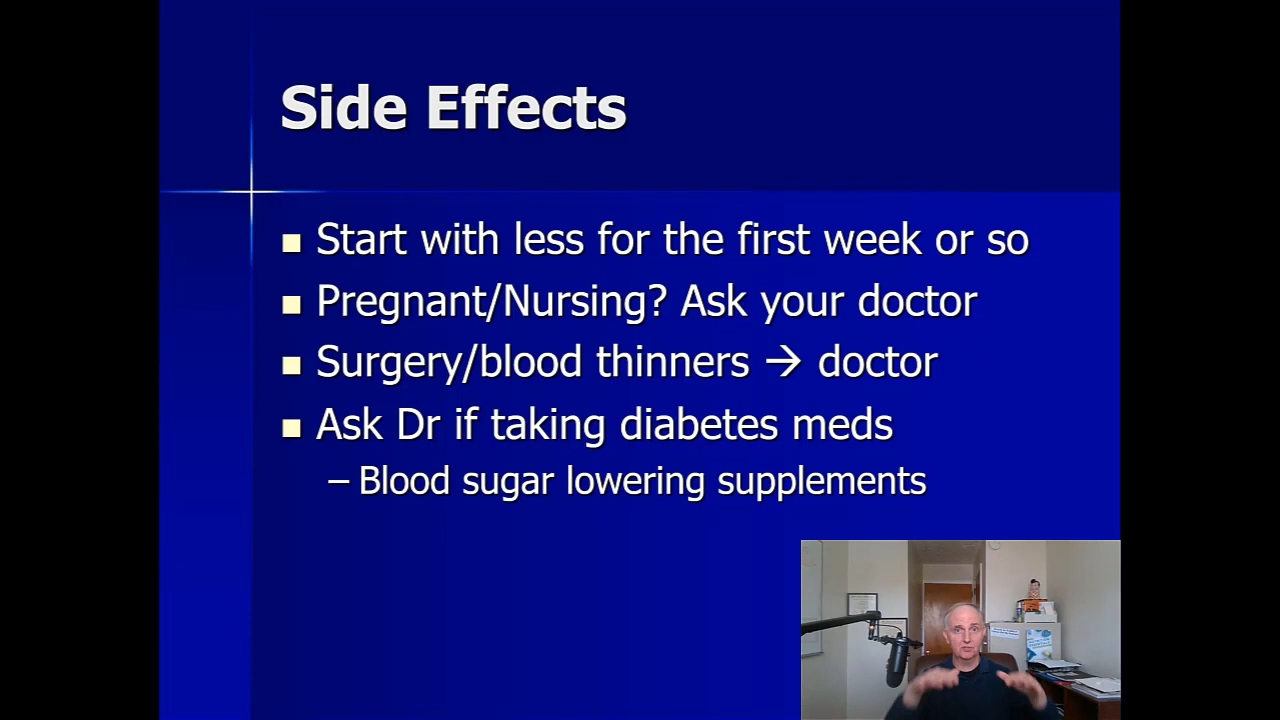 Side Effects
Start with less for the first week or so
Pregnant/Nursing? Ask your doctor
Surgery/blood thinners → doctor
Ask Dr if taking diabetes meds
– Blood sugar lowering supplements